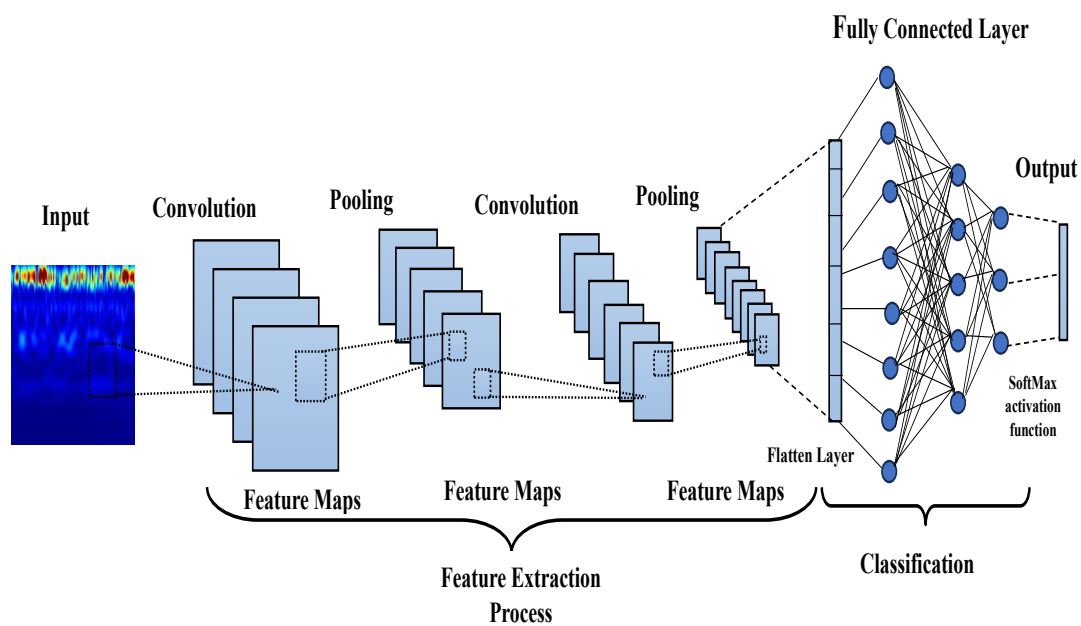 Fully Connected Layer
Output
Pooling
Pooling
Input
Convolution
Convolution
SoftMax
activation
function
Flatten Layer
Feature Maps
Feature Maps
Feature Maps
Classification
Feature Extraction
Process